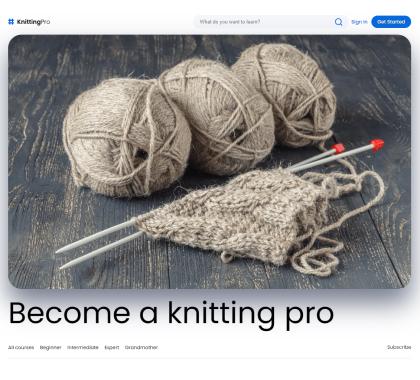 KnittingPro
What do you want to learn?
Sign In
Get Started
Become a knitting pro
All courses Beginner Intermediate Expert Grandmother
Subscribe